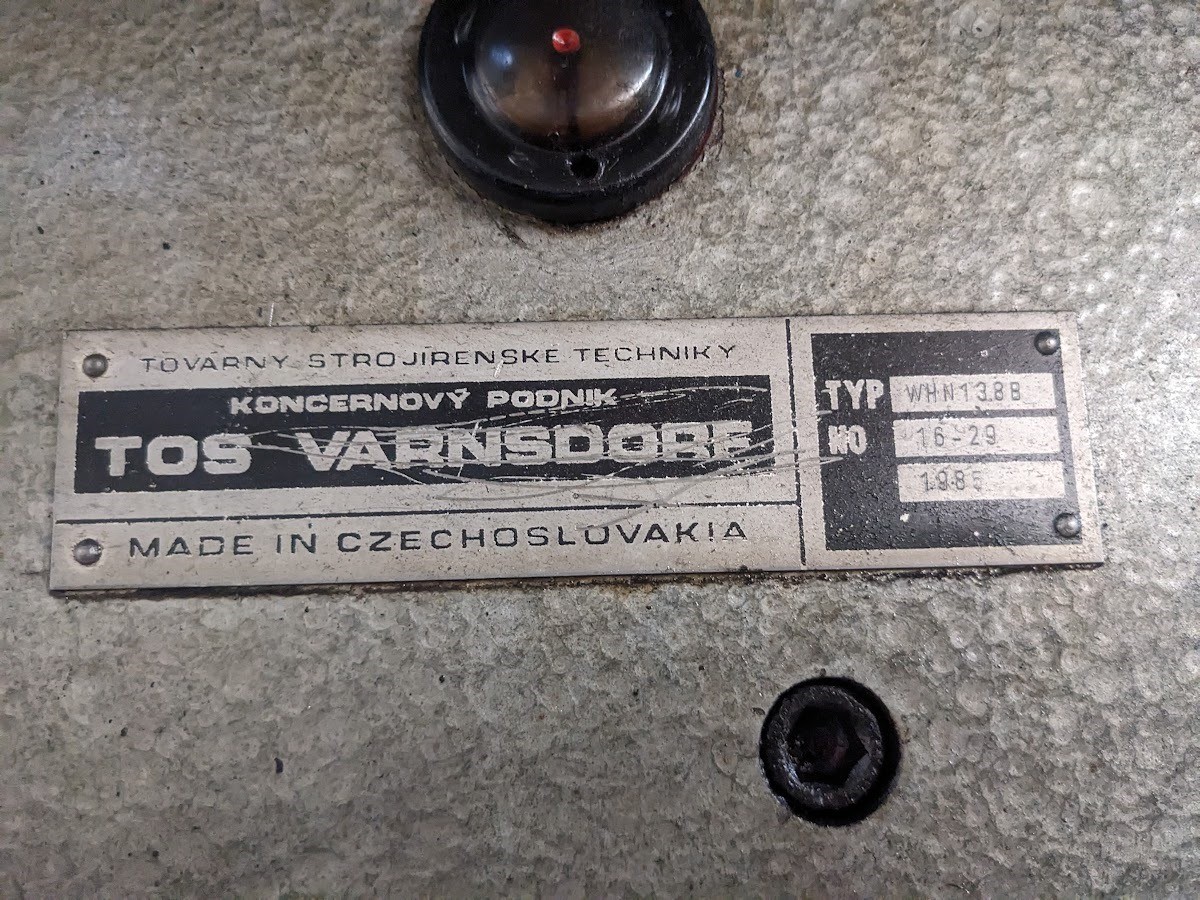 TOVARNY STROJIRENSKE TECHNIKY
KONCERNOVÝ PODNIK
TOS VARNSDORF
MADE IN CZECHOSLOVAKIA
TYP WHN13.8B
NO 16-29
1985